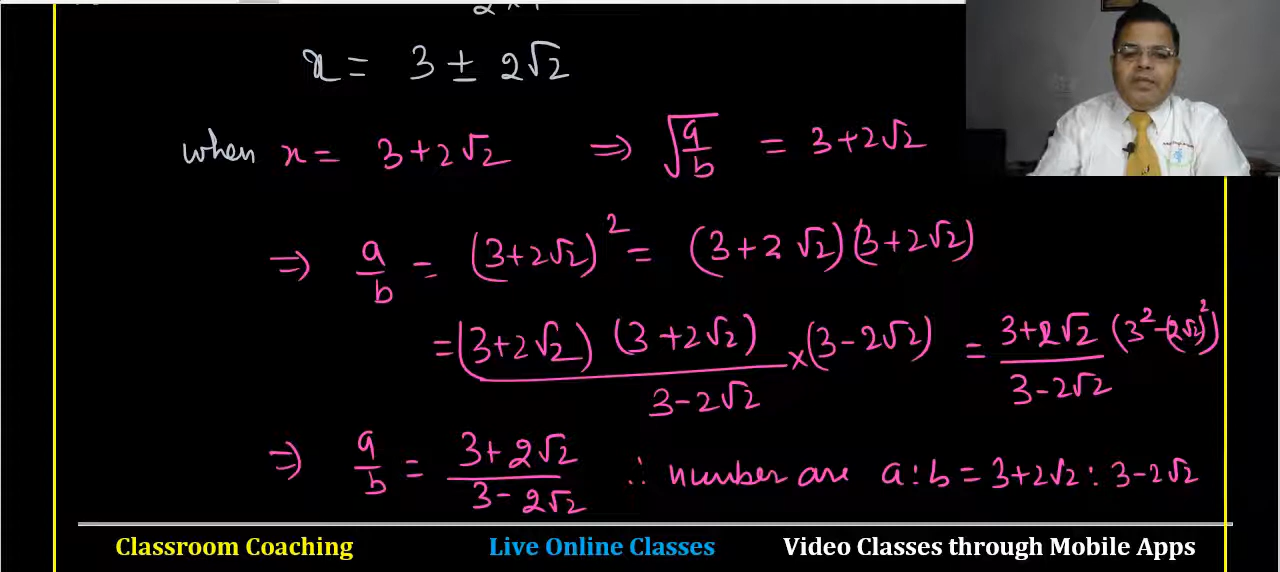 x = 3 ± 2√2
when x = 3+2√2 ⇒ √(a/b) = 3+2√2
⇒ a/b = (3+2√2)² = (3+2√2)(3+2√2)
= (3+2√2) (3+2√2)/(3-2√2) × (3-2√2) = (3+2√2)/(3-2√2) (3²-(2√2)²)
⇒ a/b = (3+2√2)/(3-2√2) ∴ number are a:b = 3+2√2 : 3-2√2
Classroom Coaching Live Online Classes Video Classes through Mobile Apps